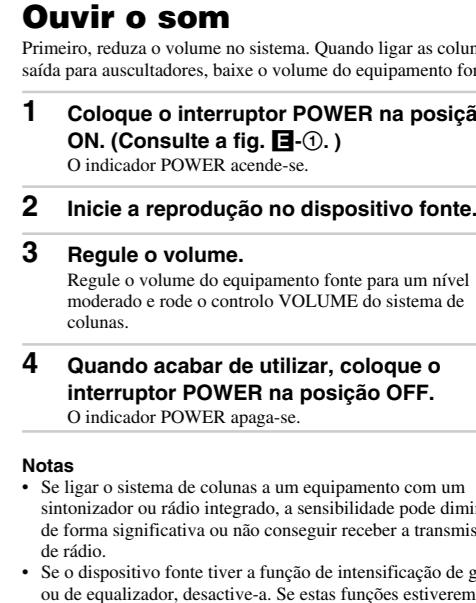 Ouvir o som
Primeiro, reduza o volume no sistema. Quando ligar as
saída para auscultadores, baixe o volume do equipamento
1 Coloque o interruptor POWER na
ON. (Consulte a fig. E-①. )
O indicador POWER acende-se.
2 Inicie a reprodução no dispositivo fonte.
3 Regule o volume.
Regule o volume do equipamento fonte para um nível
moderado e rode o controlo VOLUME do sistema de
colunas.
4 Quando acabar de utilizar, coloque o
interruptor POWER na posição OFF.
O indicador POWER apaga-se.
Notas
• Se ligar o sistema de colunas a um equipamento com um
sintonizador ou rádio integrado, a sensibilidade pode
de forma significativa ou não conseguir receber a
de rádio.
• Se o dispositivo fonte tiver a função de intensificação de
ou de equalizador, desactive-a. Se estas funções estiverem